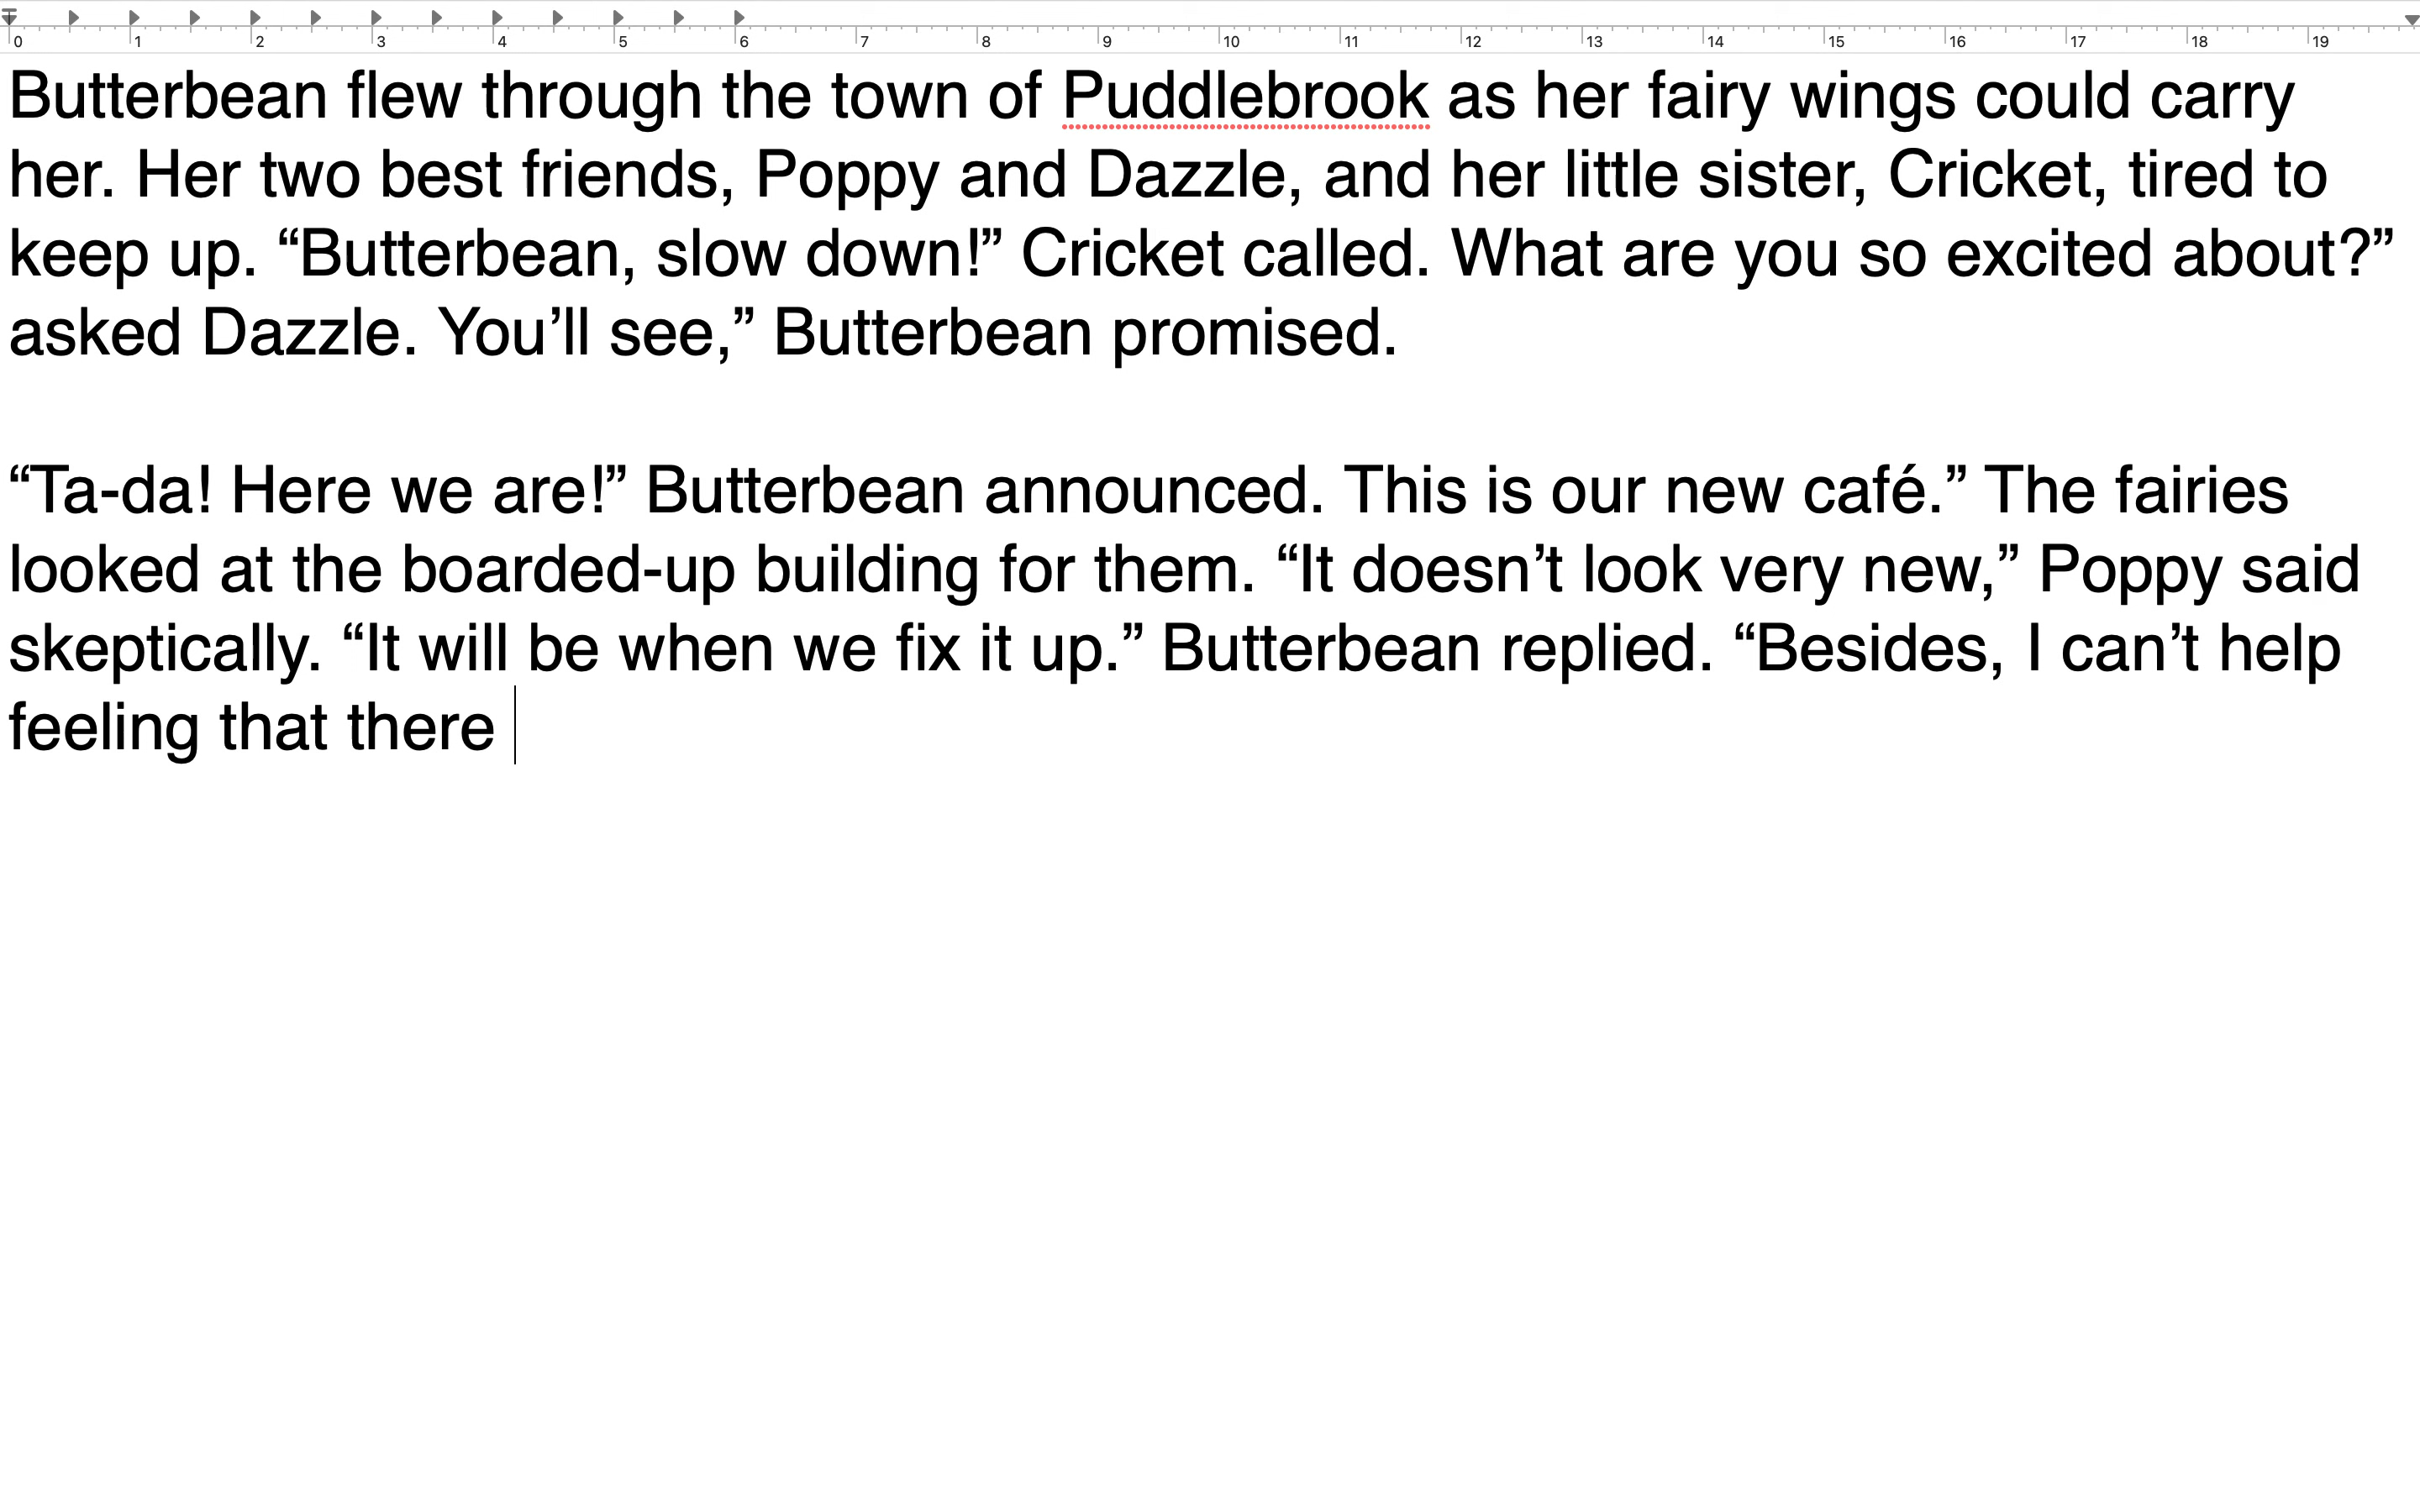 0 1 2 3 4 5 6 7 8 9 10 11 12 13 14 15 16 17 18 19
Butterbean flew through the town of Puddlebrook as her fairy wings could carry
her. Her two best friends, Poppy and Dazzle, and her little sister, Cricket, tired to
keep up. “Butterbean, slow down!” Cricket called. What are you so excited about?”
asked Dazzle. You’ll see,” Butterbean promised.

“Ta-da! Here we are!” Butterbean announced. This is our new café.” The fairies
looked at the boarded-up building for them. “It doesn’t look very new,” Poppy said
skeptically. “It will be when we fix it up.” Butterbean replied. “Besides, I can’t help
feeling that there